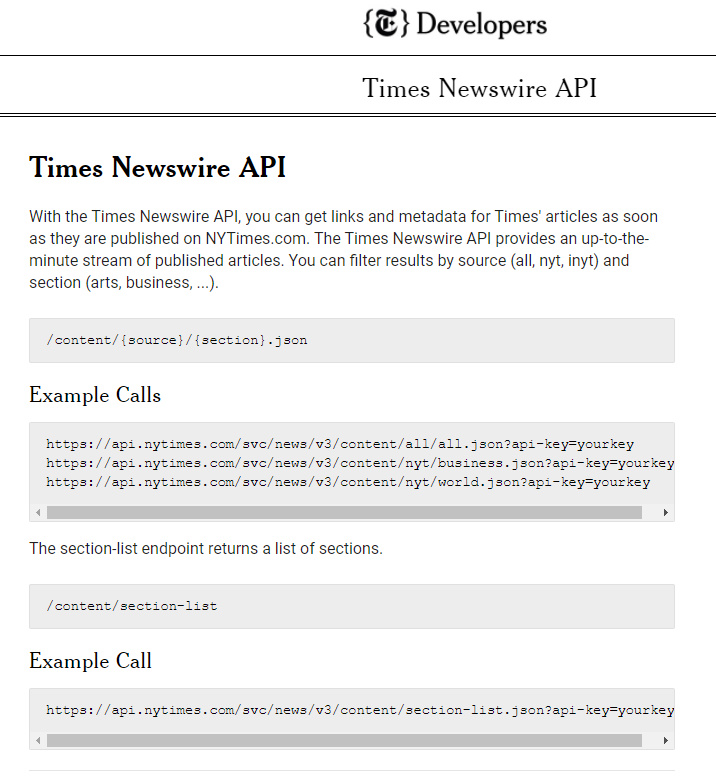 {T} Developers
Times Newswire API
Times Newswire API
With the Times Newswire API, you can get links and metadata for Times' articles as soon
as they are published on NYTimes.com. The Times Newswire API provides an up-to-the-
minute stream of published articles. You can filter results by source (all, nyt, inyt) and
section (arts, business, ...).
/content/{source}/{section}.json
Example Calls
https://api.nytimes.com/svc/news/v3/content/all/all.json?api-key=yourkey
https://api.nytimes.com/svc/news/v3/content/nyt/business.json?api-key=yourkey
https://api.nytimes.com/svc/news/v3/content/nyt/world.json?api-key=yourkey
The section-list endpoint returns a list of sections.
/content/section-list
Example Call
https://api.nytimes.com/svc/news/v3/content/section-list.json?api-key=yourkey